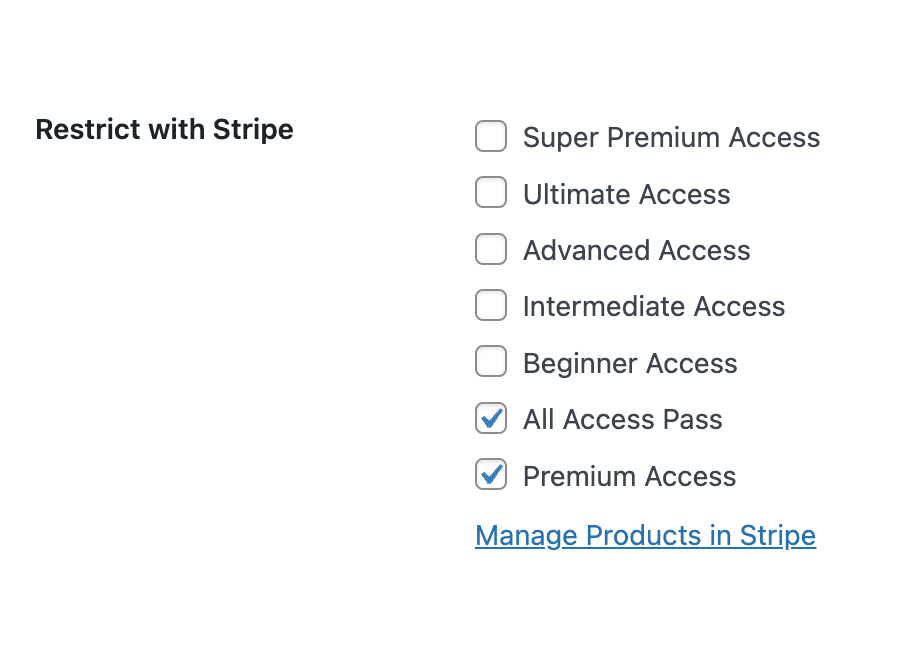 Restrict with Stripe
Super Premium Access
Ultimate Access
Advanced Access
Intermediate Access
Beginner Access
All Access Pass
Premium Access
Manage Products in Stripe